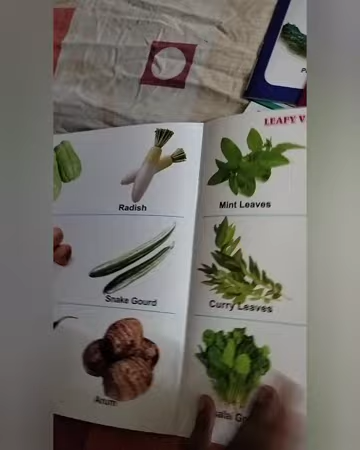 LEAFY V
Radish
Mint Leaves
Snake Gourd
Curry Leaves
Arum